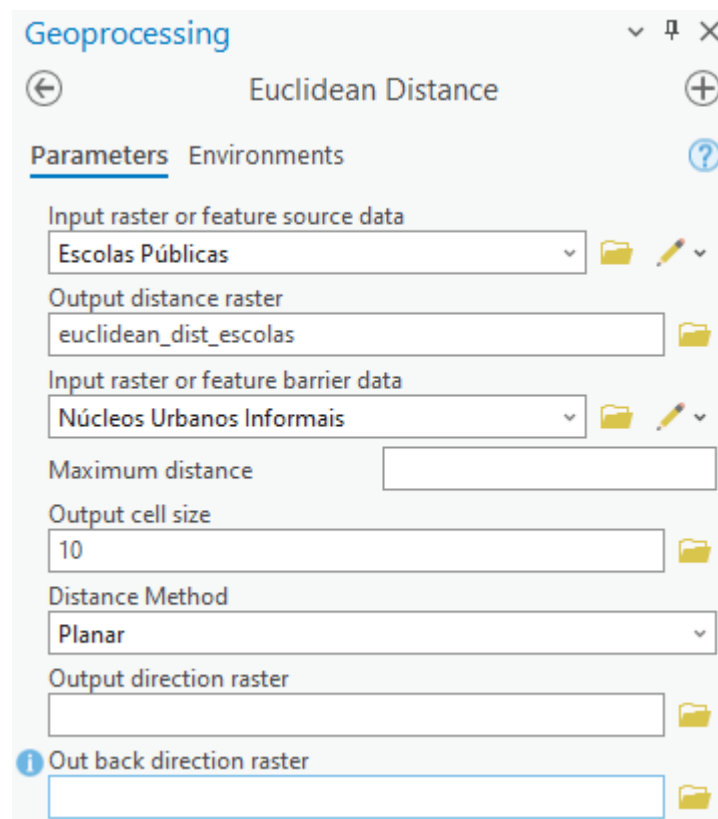 Geoprocessing
Euclidean Distance
Parameters Environments
Input raster or feature source data
Escolas Públicas
Output distance raster
euclidean_dist_escolas
Input raster or feature barrier data
Núcleos Urbanos Informais
Maximum distance
Output cell size
10
Distance Method
Planar
Output direction raster
Out back direction raster